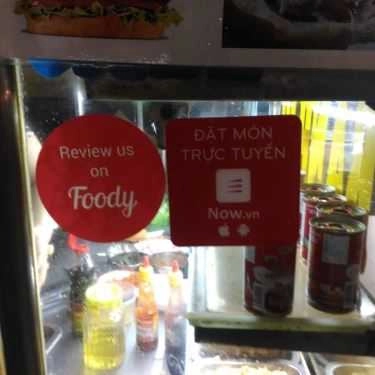 Review us
on
Foody
ĐẶT MÓN
TRỰC TUYẾN
Now.vn